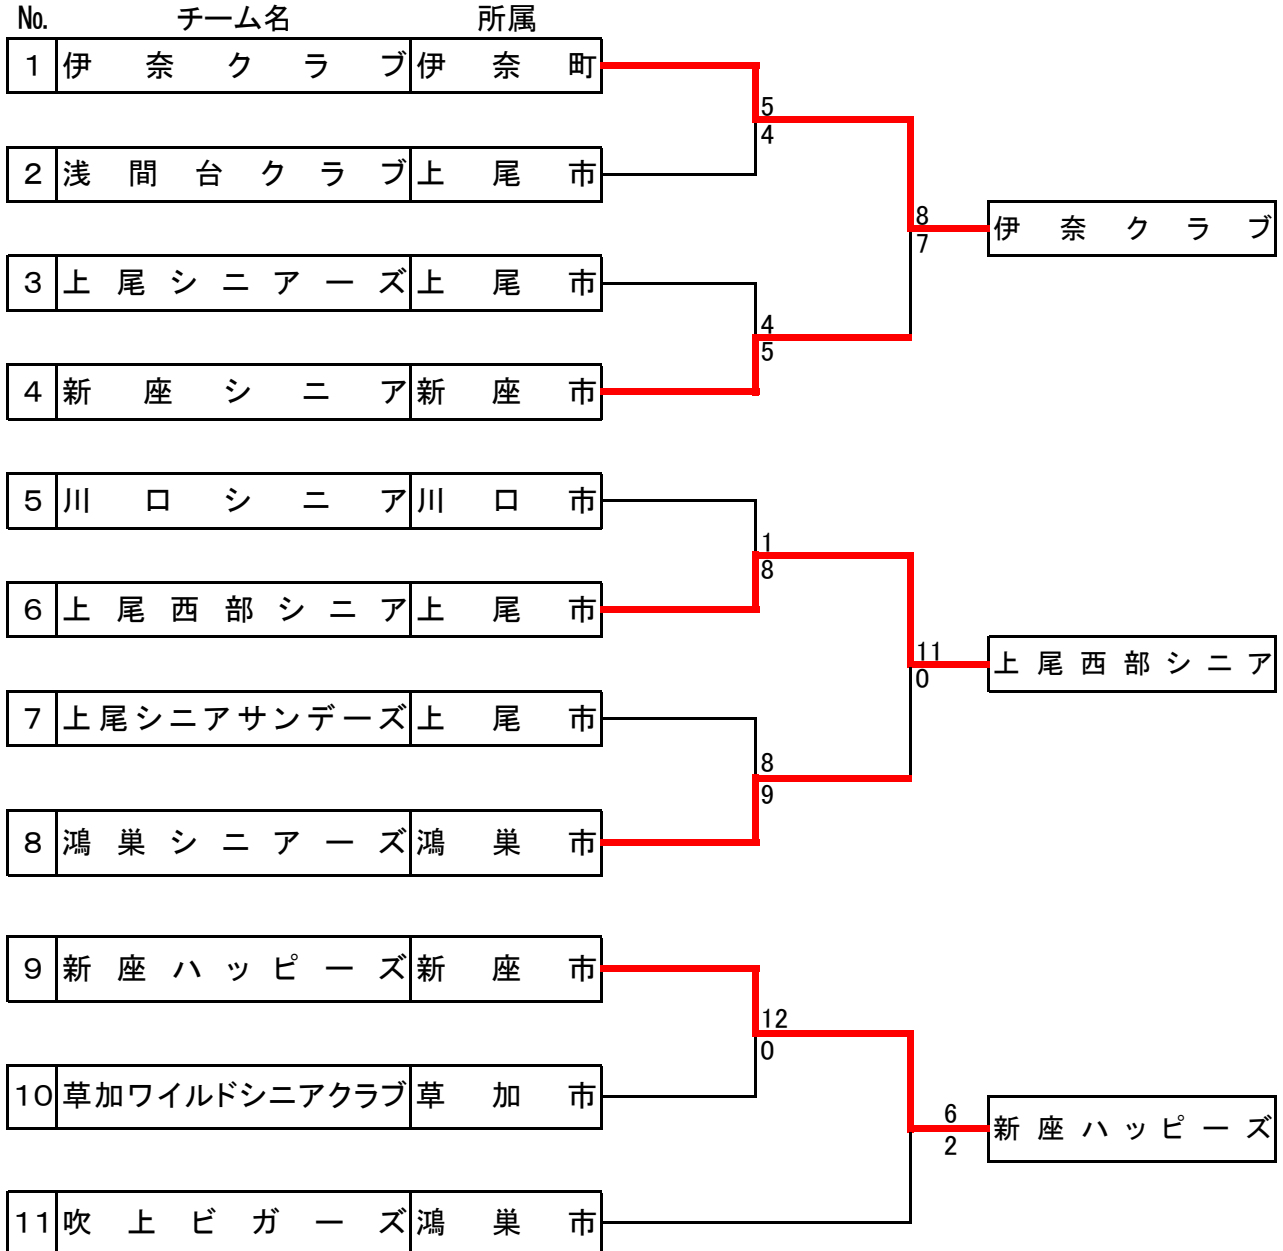 № チーム名 所属
1 伊奈クラブ 伊奈町
5
4
2 浅間台クラブ 上尾市
8
7
伊奈クラブ
3 上尾シニアーズ 上尾市
4
5
4 新座シニア 新座市
5 川口シニア 川口市
1
8
6 上尾西部シニア 上尾市
11
0
上尾西部シニア
7 上尾シニアサンデーズ 上尾市
8
9
8 鴻巣シニアーズ 鴻巣市
9 新座ハッピーズ 新座市
12
0
10 草加ワイルドシニアクラブ 草加市
6
2
新座ハッピーズ
11 吹上ビガーズ 鴻巣市